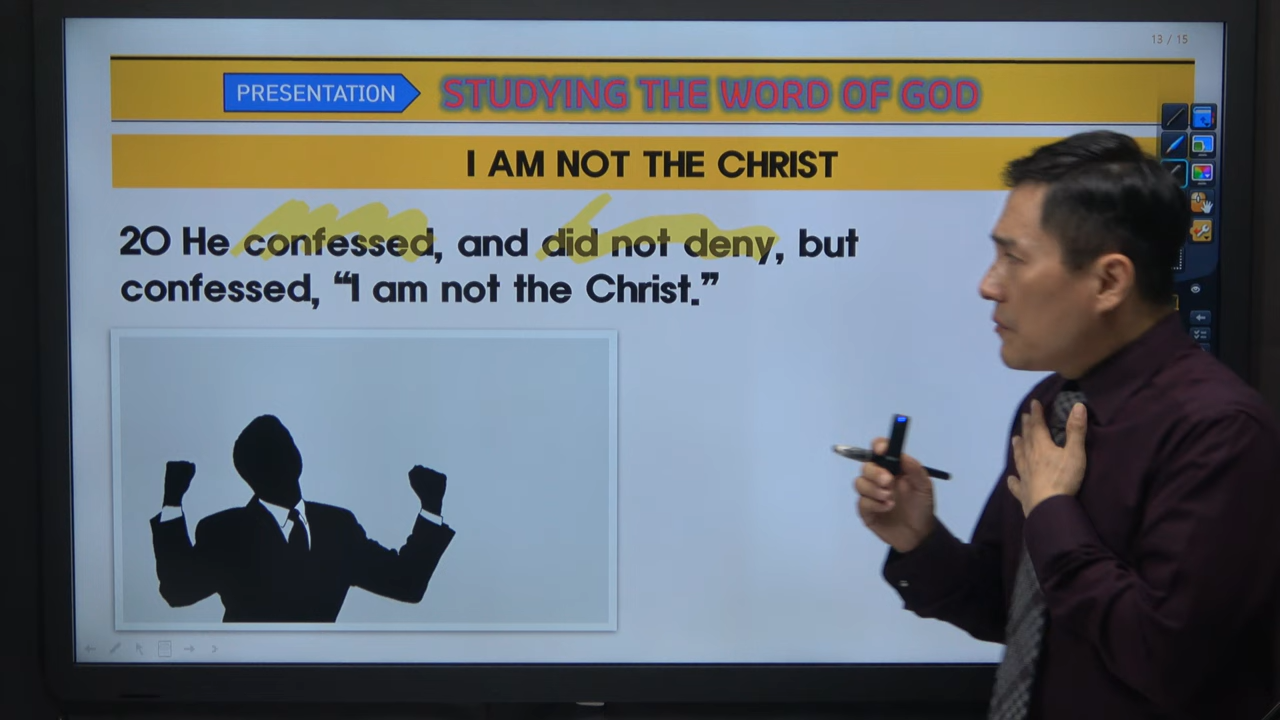 13 / 15
PRESENTATION
STUDYING THE WORD OF GOD
I AM NOT THE CHRIST
20 He confessed, and did not deny, but
confessed, “I am not the Christ.”